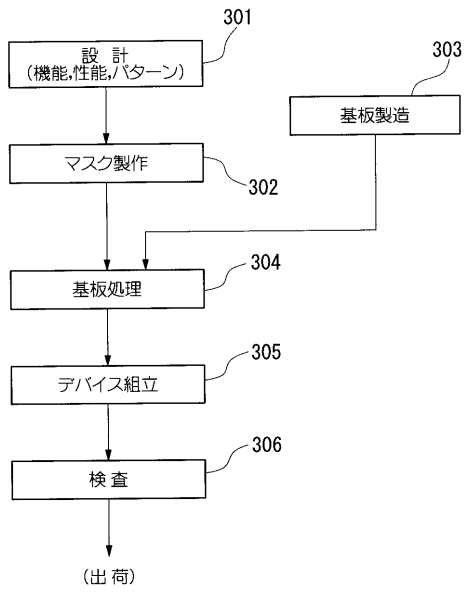 301
設 計
(機能,性能,パターン)
303
基板製造
マスク製作
302
304
基板処理
305
デバイス組立
306
検 査
(出 荷)